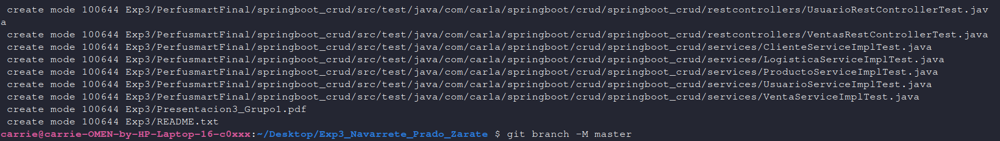 create mode 100644 Exp3/PerfusmartFinal/springboot_crud/src/test/java/com/carla/springboot/crud/springboot_crud/restcontrollers/UsuarioRestControllerTest.jav
a
create mode 100644 Exp3/PerfusmartFinal/springboot_crud/src/test/java/com/carla/springboot/crud/springboot_crud/restcontrollers/VentasRestControllerTest.java
create mode 100644 Exp3/PerfusmartFinal/springboot_crud/src/test/java/com/carla/springboot/crud/springboot_crud/services/ClienteServiceImplTest.java
create mode 100644 Exp3/PerfusmartFinal/springboot_crud/src/test/java/com/carla/springboot/crud/springboot_crud/services/LogisticaServiceImplTest.java
create mode 100644 Exp3/PerfusmartFinal/springboot_crud/src/test/java/com/carla/springboot/crud/springboot_crud/services/ProductoServiceImplTest.java
create mode 100644 Exp3/PerfusmartFinal/springboot_crud/src/test/java/com/carla/springboot/crud/springboot_crud/services/UsuarioServiceImplTest.java
create mode 100644 Exp3/PerfusmartFinal/springboot_crud/src/test/java/com/carla/springboot/crud/springboot_crud/services/VentaServiceImplTest.java
create mode 100644 Exp3/Presentacion3_Grupo1.pdf
create mode 100644 Exp3/README.txt
carrie@carrie-OMEN-by-HP-Laptop-16-c0xxx:~/Desktop/Exp3_Navarrete_Prado_Zarate $ git branch -M master